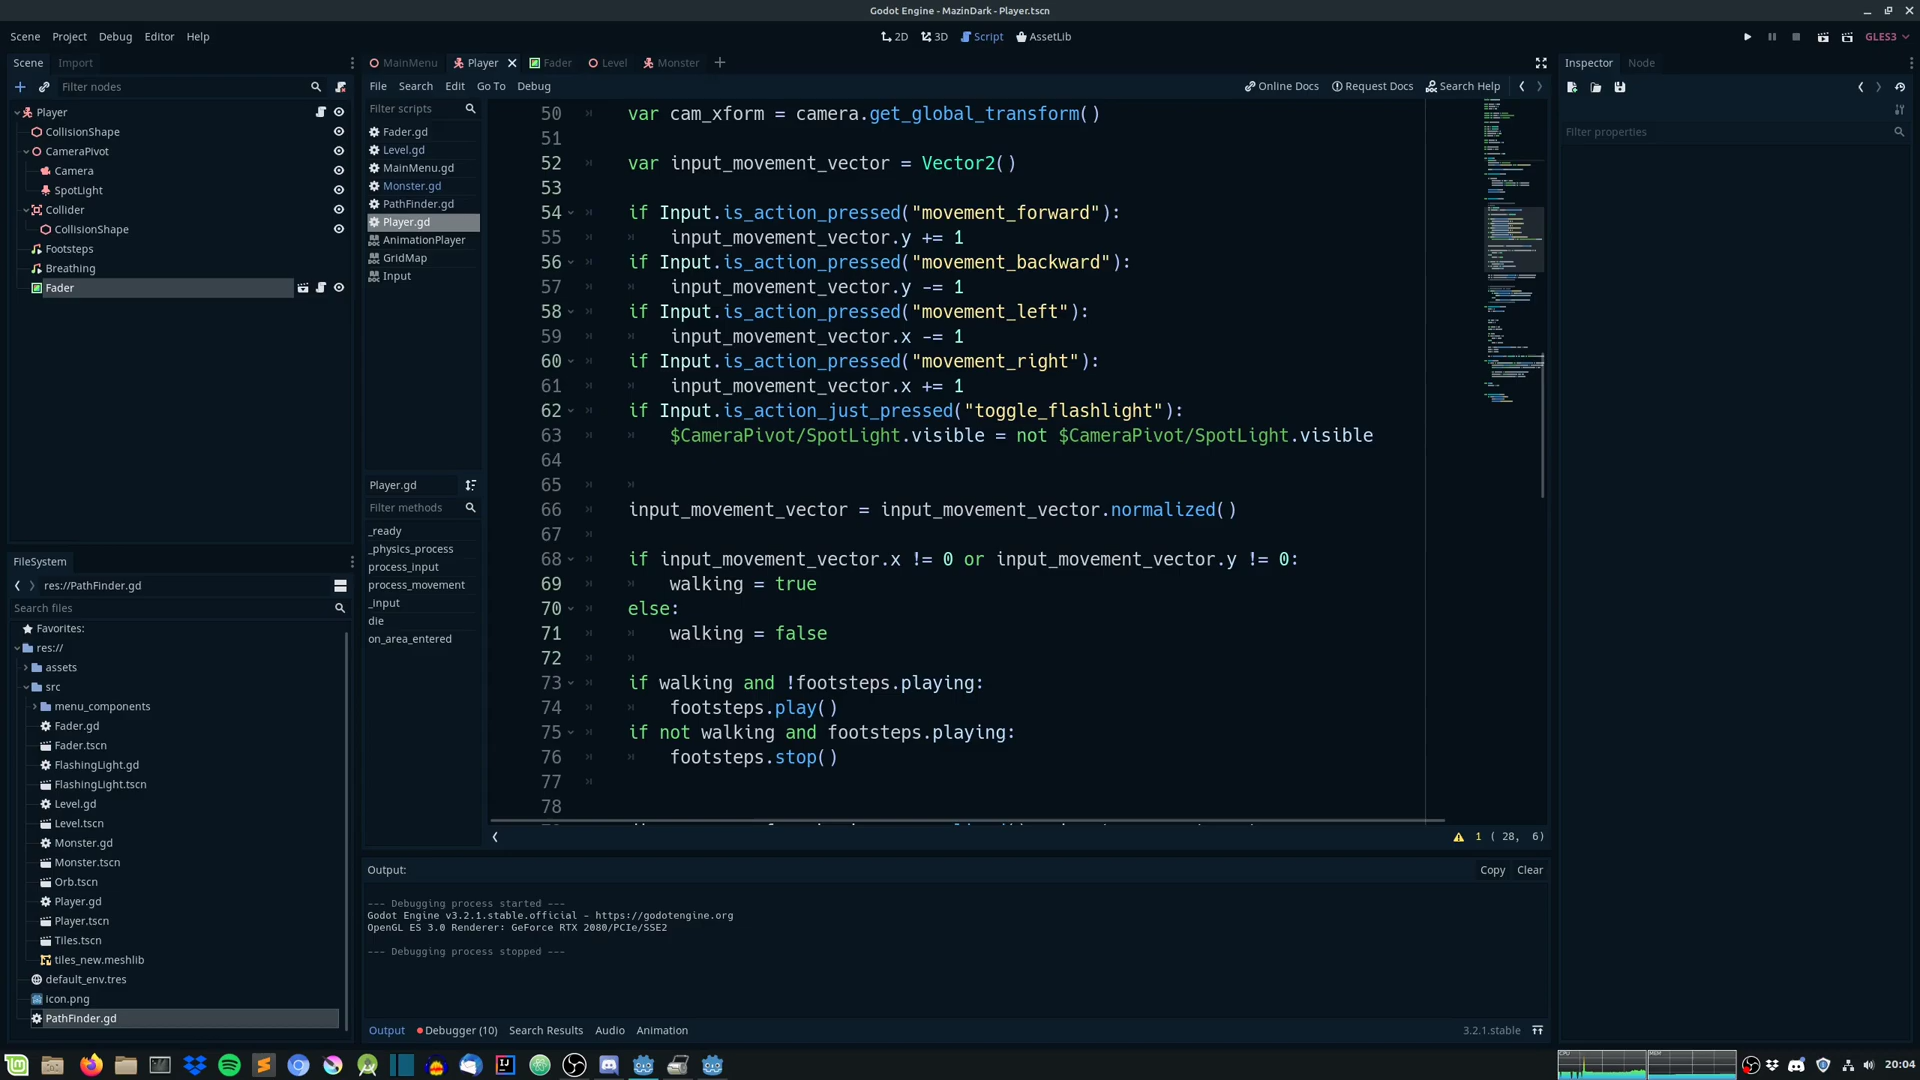 Godot Engine - MazinDark - Player.tscn
Scene Project Debug Editor Help
2D 3D Script AssetLib
GLES3
Scene Import
Filter nodes
Player
CollisionShape
CameraPivot
Camera
SpotLight
Collider
CollisionShape
Footsteps
Breathing
Fader
FileSystem
res://PathFinder.gd
Search files
Favorites:
res://
assets
src
menu_components
Fader.gd
Fader.tscn
FlashingLight.gd
FlashingLight.tscn
Level.gd
Level.tscn
Monster.gd
Monster.tscn
Orb.tscn
Player.gd
Player.tscn
Tiles.tscn
tiles_new.meshlib
default_env.tres
icon.png
PathFinder.gd
MainMenu Player Fader Level Monster
File Search Edit Go To Debug
Online Docs Request Docs Search Help
Filter scripts
Fader.gd
Level.gd
MainMenu.gd
Monster.gd
PathFinder.gd
Player.gd
AnimationPlayer
GridMap
Input
Player.gd
Filter methods
_ready
_physics_process
process_input
process_movement
_input
die
on_area_entered
50 var cam_xform = camera.get_global_transform()
51
52 var input_movement_vector = Vector2()
53
54 if Input.is_action_pressed("movement_forward"):
55 input_movement_vector.y += 1
56 if Input.is_action_pressed("movement_backward"):
57 input_movement_vector.y -= 1
58 if Input.is_action_pressed("movement_left"):
59 input_movement_vector.x -= 1
60 if Input.is_action_pressed("movement_right"):
61 input_movement_vector.x += 1
62 if Input.is_action_just_pressed("toggle_flashlight"):
63 $CameraPivot/SpotLight.visible = not $CameraPivot/SpotLight.visible
64
65
66 input_movement_vector = input_movement_vector.normalized()
67
68 if input_movement_vector.x != 0 or input_movement_vector.y != 0:
69 walking = true
70 else:
71 walking = false
72
73 if walking and !footsteps.playing:
74 footsteps.play()
75 if not walking and footsteps.playing:
76 footsteps.stop()
77
78
1 ( 28, 6)
Output:
Copy Clear
--- Debugging process started ---
Godot Engine v3.2.1.stable.official - https://godotengine.org
OpenGL ES 3.0 Renderer: GeForce RTX 2080/PCIe/SSE2
--- Debugging process stopped ---
Output Debugger (10) Search Results Audio Animation
3.2.1.stable
Inspector Node
Filter properties
CPU
MEM
20:04